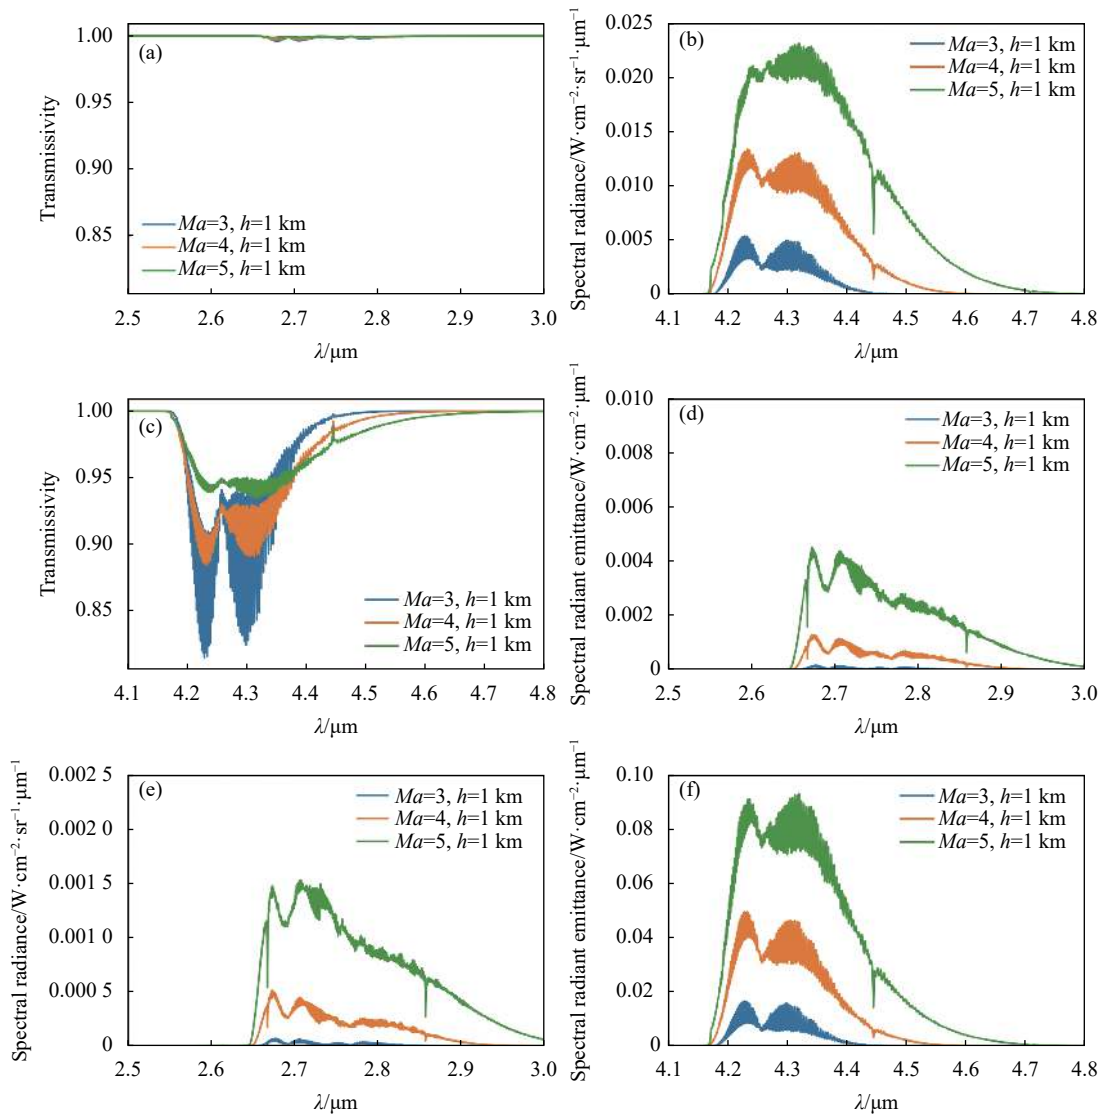 (a)
Transmissivity
1.00
0.95
0.90
0.85
Ma=3, h=1 km
Ma=4, h=1 km
Ma=5, h=1 km
2.5 2.6 2.7 2.8 2.9 3.0
λ/μm
(b)
Spectral radiance/W·cm⁻²·sr⁻¹·μm⁻¹
0.025
0.020
0.015
0.010
0.005
0
Ma=3, h=1 km
Ma=4, h=1 km
Ma=5, h=1 km
4.1 4.2 4.3 4.4 4.5 4.6 4.7 4.8
λ/μm
(c)
Transmissivity
1.00
0.95
0.90
0.85
Ma=3, h=1 km
Ma=4, h=1 km
Ma=5, h=1 km
4.1 4.2 4.3 4.4 4.5 4.6 4.7 4.8
λ/μm
(d)
Spectral radiant emittance/W·cm⁻²·μm⁻¹
0.010
0.008
0.006
0.004
0.002
0
Ma=3, h=1 km
Ma=4, h=1 km
Ma=5, h=1 km
2.5 2.6 2.7 2.8 2.9 3.0
λ/μm
(e)
Spectral radiance/W·cm⁻²·sr⁻¹·μm⁻¹
0.002 5
0.002 0
0.001 5
0.001 0
0.000 5
0
Ma=3, h=1 km
Ma=4, h=1 km
Ma=5, h=1 km
2.5 2.6 2.7 2.8 2.9 3.0
λ/μm
(f)
Spectral radiant emittance/W·cm⁻²·μm⁻¹
0.10
0.08
0.06
0.04
0.02
0
Ma=3, h=1 km
Ma=4, h=1 km
Ma=5, h=1 km
4.1 4.2 4.3 4.4 4.5 4.6 4.7 4.8
λ/μm